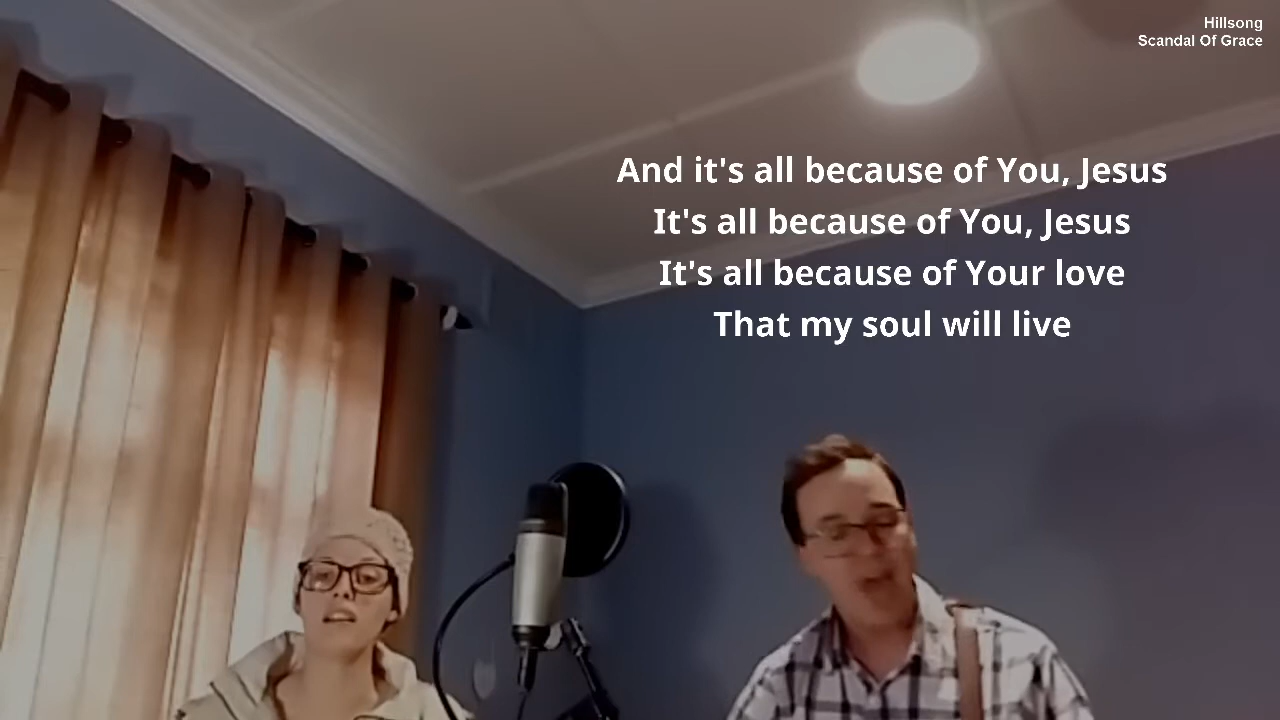 Hillsong
Scandal Of Grace
And it's all because of You, Jesus
It's all because of You, Jesus
It's all because of Your love
That my soul will live